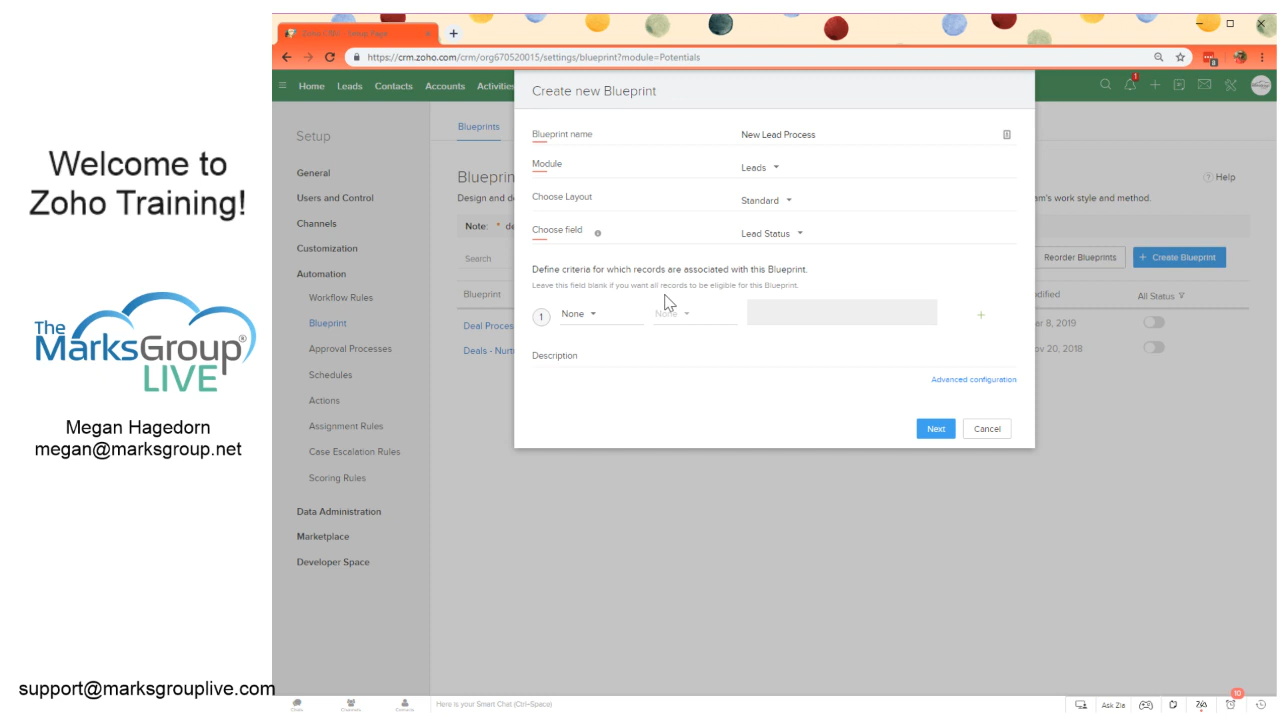 Welcome to
Zoho Training!
The
MarksGroup®
LIVE
Megan Hagedorn
megan@marksgroup.net
support@marksgrouplive.com
https://crm.zoho.com/crm/org670520015/settings/blueprint?module=Potentials
Home Leads Contacts Accounts Activities
1
Setup
General
Users and Control
Channels
Customization
Automation
Workflow Rules
Blueprint
Approval Processes
Schedules
Actions
Assignment Rules
Case Escalation Rules
Scoring Rules
Data Administration
Marketplace
Developer Space
Blueprints
Blueprin
Help
Design and d
am's work style and method.
Note: * de
Search
Reorder Blueprints
+ Create Blueprint
Blueprint
dified
All Status
Deal Proces
ar 8, 2019
Deals - Nurt
ov 20, 2018
Create new Blueprint
Blueprint name
New Lead Process
Module
Leads
Choose Layout
Standard
Choose field
Lead Status
Define criteria for which records are associated with this Blueprint.
Leave this field blank if you want all records to be eligible for this Blueprint.
1 None None
Description
Advanced configuration
Next Cancel
Chats Channels Contacts
Here is your Smart Chat (Ctrl+Space)
Ask Zia
10